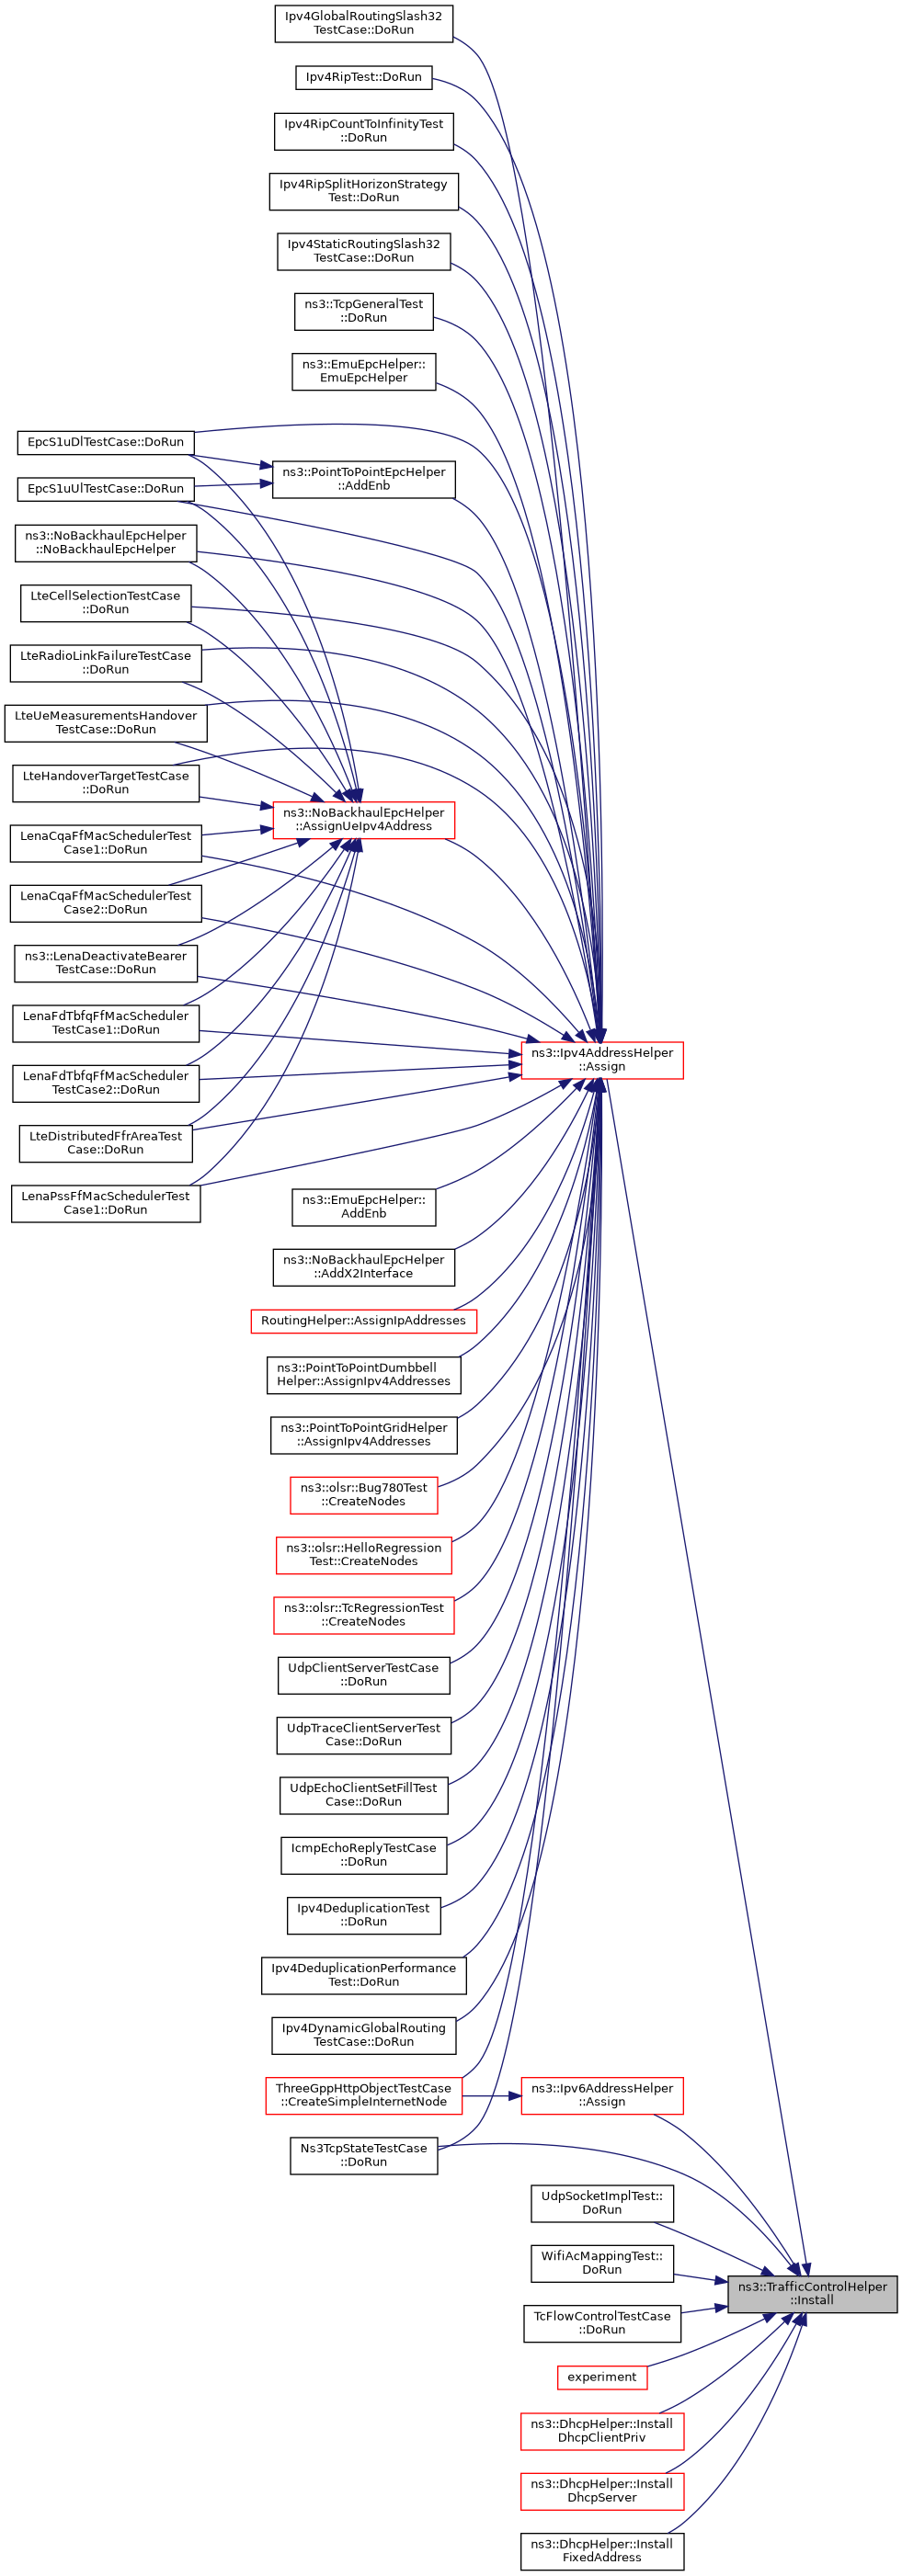 Ipv4GlobalRoutingSlash32
TestCase::DoRun
Ipv4RipTest::DoRun
Ipv4RipCountToInfinityTest
::DoRun
Ipv4RipSplitHorizonStrategy
Test::DoRun
Ipv4StaticRoutingSlash32
TestCase::DoRun
ns3::TcpGeneralTest
::DoRun
ns3::EmuEpcHelper::
EmuEpcHelper
EpcS1uDlTestCase::DoRun
ns3::PointToPointEpcHelper
::AddEnb
EpcS1uUlTestCase::DoRun
ns3::NoBackhaulEpcHelper
::NoBackhaulEpcHelper
LteCellSelectionTestCase
::DoRun
LteRadioLinkFailureTestCase
::DoRun
LteUeMeasurementsHandover
TestCase::DoRun
LteHandoverTargetTestCase
::DoRun
ns3::NoBackhaulEpcHelper
::AssignUeIpv4Address
LenaCqaFfMacSchedulerTest
Case1::DoRun
LenaCqaFfMacSchedulerTest
Case2::DoRun
ns3::LenaDeactivateBearer
TestCase::DoRun
LenaFdTbfqFfMacScheduler
TestCase1::DoRun
ns3::Ipv4AddressHelper
::Assign
LenaFdTbfqFfMacScheduler
TestCase2::DoRun
LteDistributedFfrAreaTest
Case::DoRun
LenaPssFfMacSchedulerTest
Case1::DoRun
ns3::EmuEpcHelper::
AddEnb
ns3::NoBackhaulEpcHelper
::AddX2Interface
RoutingHelper::AssignIpAddresses
ns3::PointToPointDumbbell
Helper::AssignIpv4Addresses
ns3::PointToPointGridHelper
::AssignIpv4Addresses
ns3::olsr::Bug780Test
::CreateNodes
ns3::olsr::HelloRegression
Test::CreateNodes
ns3::olsr::TcRegressionTest
::CreateNodes
UdpClientServerTestCase
::DoRun
UdpTraceClientServerTest
Case::DoRun
UdpEchoClientSetFillTest
Case::DoRun
IcmpEchoReplyTestCase
::DoRun
Ipv4DeduplicationTest
::DoRun
Ipv4DeduplicationPerformance
Test::DoRun
Ipv4DynamicGlobalRouting
TestCase::DoRun
ThreeGppHttpObjectTestCase
::CreateSimpleInternetNode
ns3::Ipv6AddressHelper
::Assign
Ns3TcpStateTestCase
::DoRun
UdpSocketImplTest::
DoRun
WifiAcMappingTest::
DoRun
ns3::TrafficControlHelper
::Install
TcFlowControlTestCase
::DoRun
experiment
ns3::DhcpHelper::Install
DhcpClientPriv
ns3::DhcpHelper::Install
DhcpServer
ns3::DhcpHelper::Install
FixedAddress